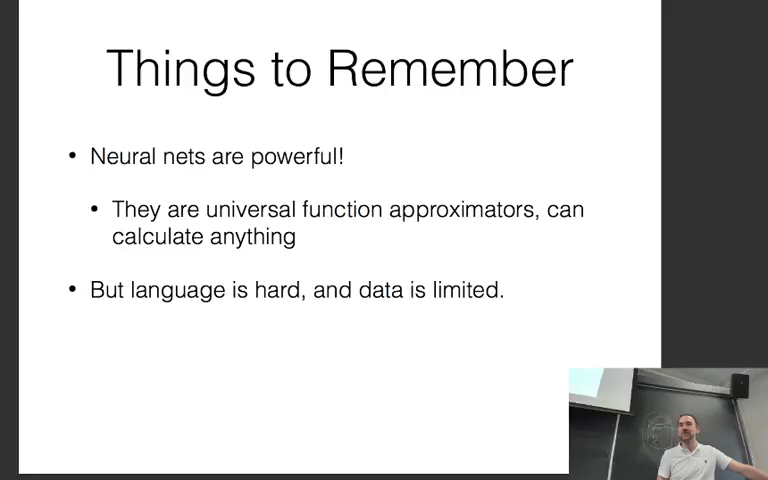 Things to Remember
• Neural nets are powerful!
• They are universal function approximators, can
calculate anything
• But language is hard, and data is limited.